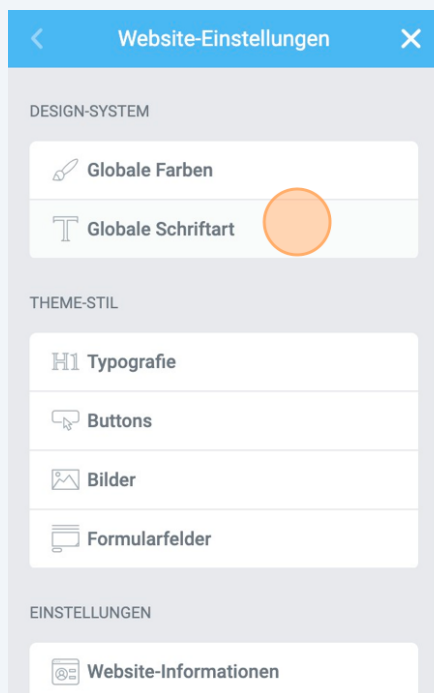 Website-Einstellungen
DESIGN-SYSTEM
Globale Farben
Globale Schriftart
THEME-STIL
H1 Typografie
Buttons
Bilder
Formularfelder
EINSTELLUNGEN
Website-Informationen